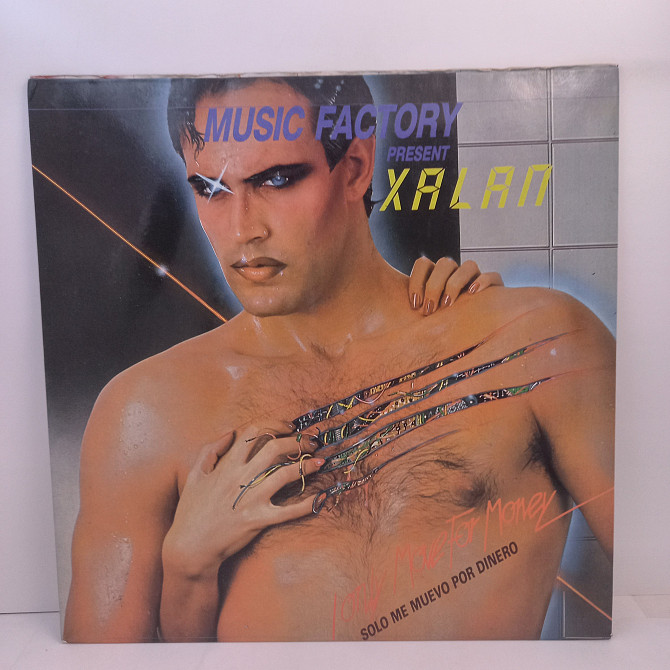 MUSIC FACTORY
PRESENT
XALAN
I Only Move For Money
SOLO ME MUEVO POR DINERO